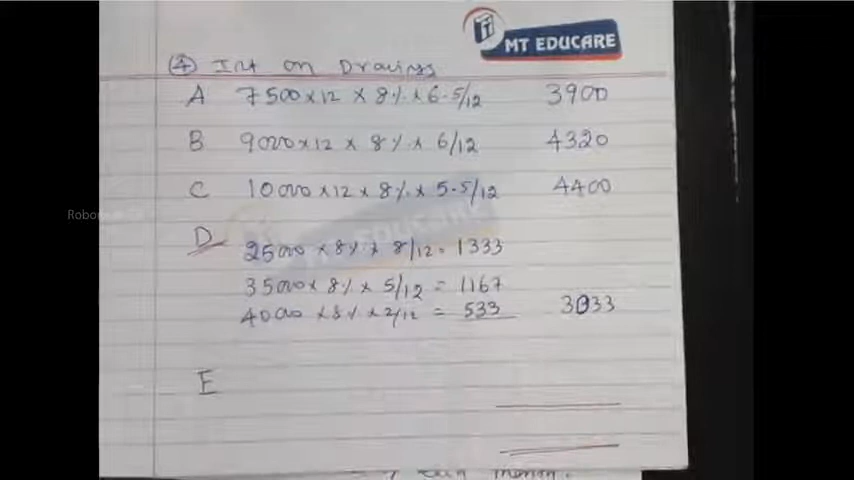 MT EDUCARE
④ Int on Drawings
A 7500 x 12 x 8% x 6.5/12 3900
B 9000 x 12 x 8% x 6/12 4320
C 10000 x 12 x 8% x 5.5/12 4400
MT EDUCARE
D
25000 x 8% x 8/12 = 1333
35000 x 8% x 5/12 = 1167
40000 x 8% x 2/12 = 533 3033
E